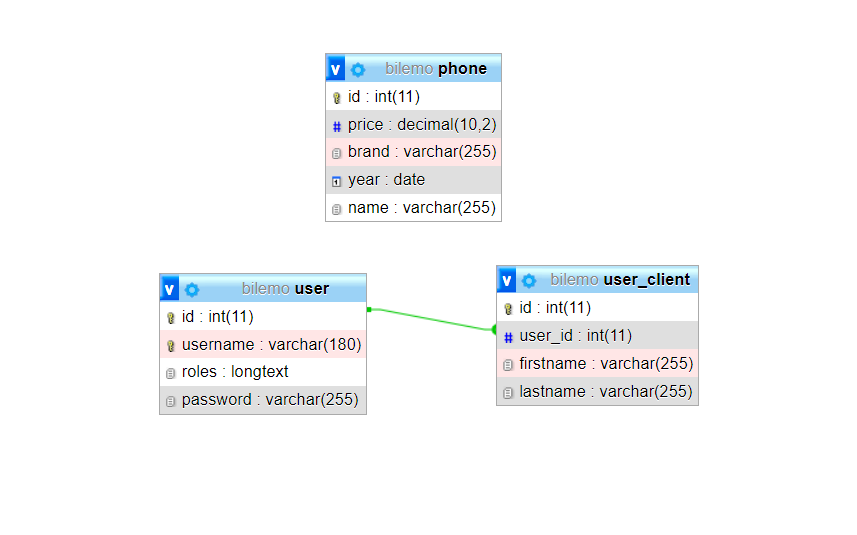 v bilemo phone
id : int(11)
# price : decimal(10,2)
brand : varchar(255)
year : date
name : varchar(255)
v bilemo user
id : int(11)
username : varchar(180)
roles : longtext
password : varchar(255)
v bilemo user_client
id : int(11)
# user_id : int(11)
firstname : varchar(255)
lastname : varchar(255)